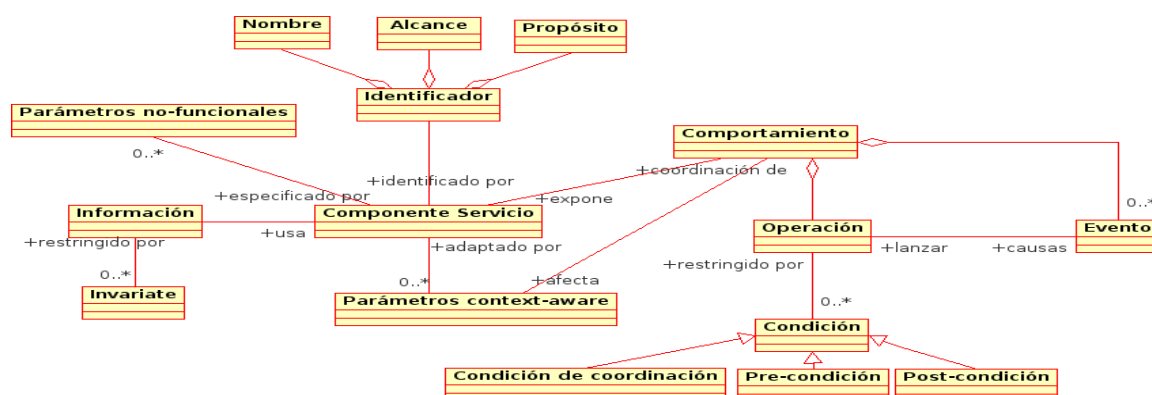 Nombre
Alcance
Propósito
Identificador
Parámetros no-funcionales
0..*
Comportamiento
+identificado por
+coordinación de
+especificado por
+expone
Información
Componente Servicio
+restringido por
+usa
+adaptado por
0..*
0..*
Invariate
+afecta
Parámetros context-aware
0..*
Operación
Evento
+lanzar
+causas
+restringido por
0..*
Condición
Condición de coordinación
Pre-condición
Post-condición